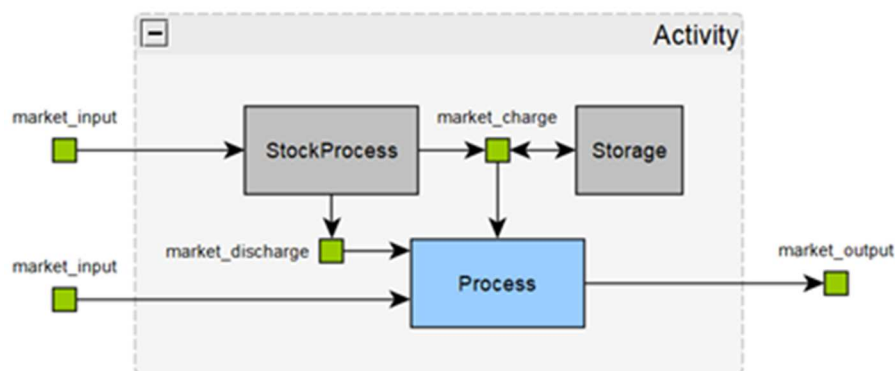 Activity
market_input
StockProcess
market_charge
Storage
market_discharge
market_input
Process
market_output